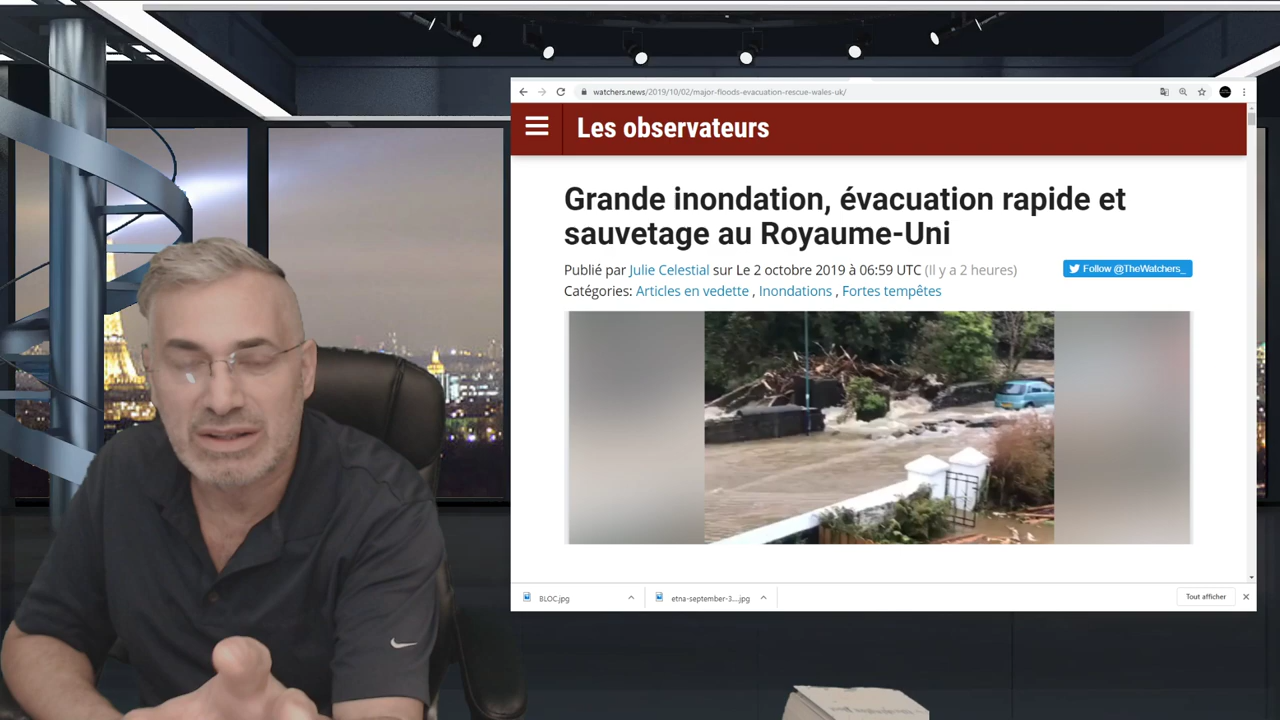 watchers.news/2019/10/02/major-floods-evacuation-rescue-wales-uk/
Les observateurs
Grande inondation, évacuation rapide et
sauvetage au Royaume-Uni
Publié par Julie Celestial sur Le 2 octobre 2019 à 06:59 UTC (Il y a 2 heures)
Follow @TheWatchers_
Catégories: Articles en vedette , Inondations , Fortes tempêtes
BLOC.jpg
etna-september-3....jpg
Tout afficher